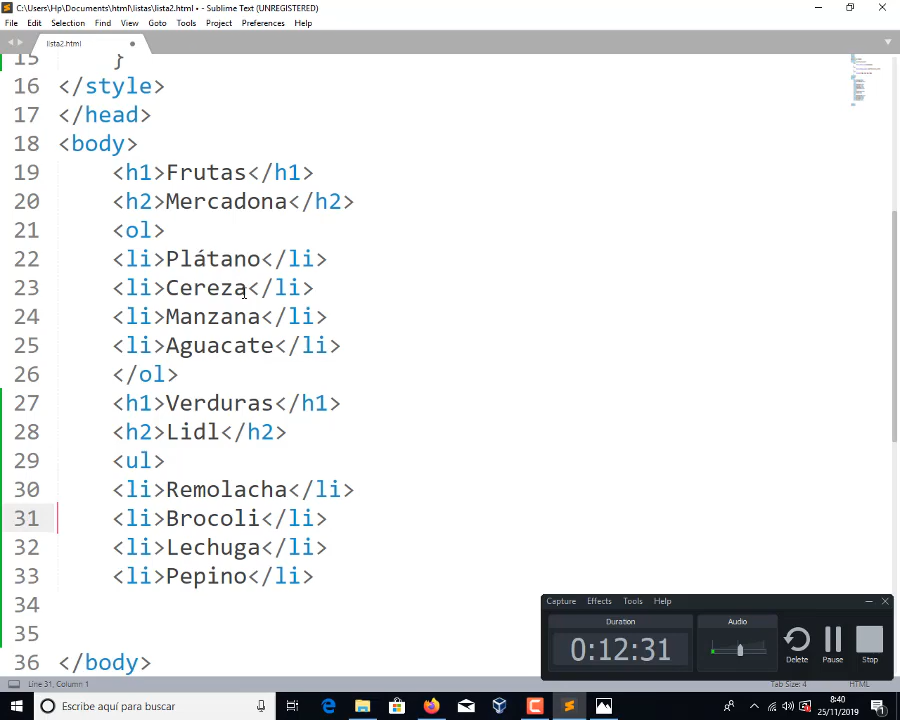 C:\Users\Hp\Documents\html\listas\lista2.html • - Sublime Text (UNREGISTERED)
File Edit Selection Find View Goto Tools Project Preferences Help
lista2.html
15 }
16 </style>
17 </head>
18 <body>
19 <h1>Frutas</h1>
20 <h2>Mercadona</h2>
21 <ol>
22 <li>Plátano</li>
23 <li>Cereza</li>
24 <li>Manzana</li>
25 <li>Aguacate</li>
26 </ol>
27 <h1>Verduras</h1>
28 <h2>Lidl</h2>
29 <ul>
30 <li>Remolacha</li>
31 <li>Brocoli</li>
32 <li>Lechuga</li>
33 <li>Pepino</li>
34
35
36 </body>
Capture Effects Tools Help
Duration
0:12:31
Audio
Delete Pause Stop
Line 31, Column 1 Tab Size: 4 HTML
Escribe aquí para buscar
8:40
25/11/2019
1